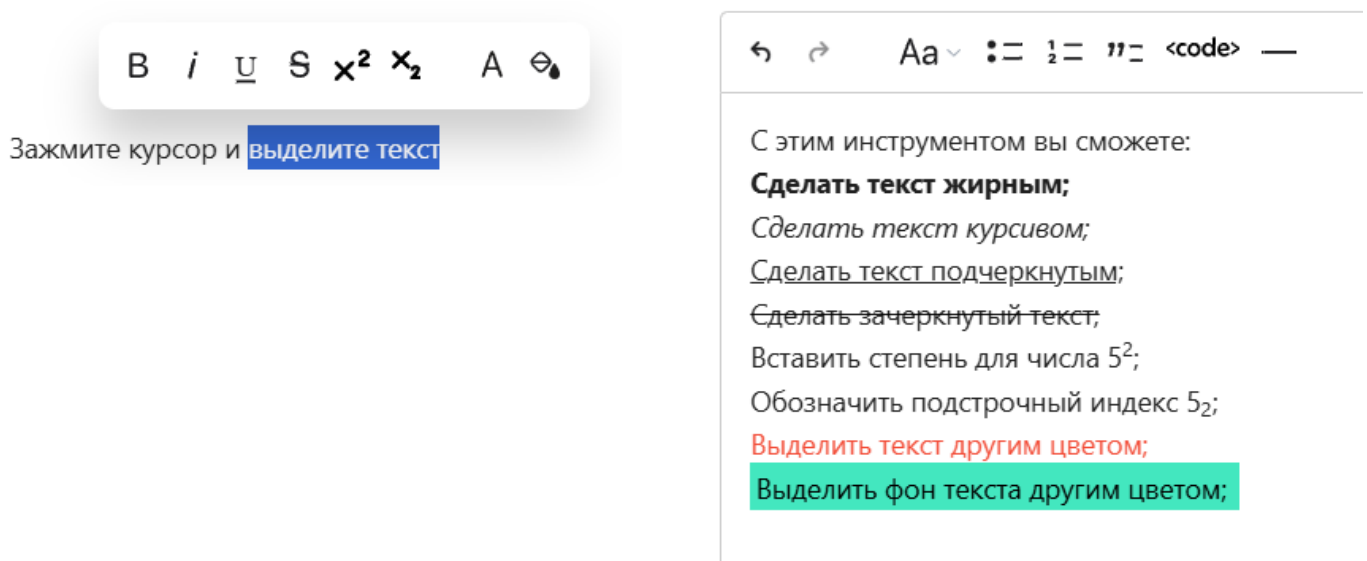 B i U S x² x₂ A
Зажмите курсор и выделите текст
Aa <code>
С этим инструментом вы сможете:
Сделать текст жирным;
Сделать текст курсивом;
Сделать текст подчеркнутым;
Сделать зачеркнутый текст;
Вставить степень для числа 5²;
Обозначить подстрочный индекс 5₂;
Выделить текст другим цветом;
Выделить фон текста другим цветом;